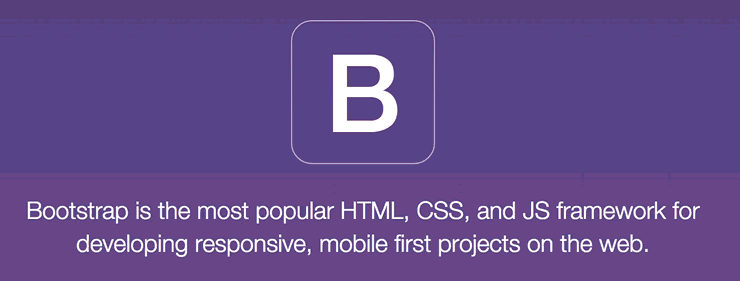 B
Bootstrap is the most popular HTML, CSS, and JS framework for
developing responsive, mobile first projects on the web.